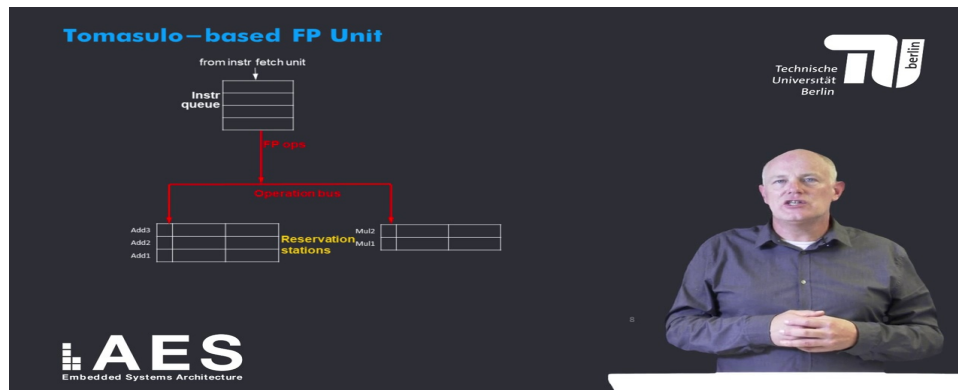 Tomasulo-based FP Unit
from instr fetch unit
Instr
queue
FP ops
Operation bus
Add3
Add2
Add1
Reservation
stations
Mul2
Mul1
Technische
Universität
Berlin
berlin
AES
Embedded Systems Architecture